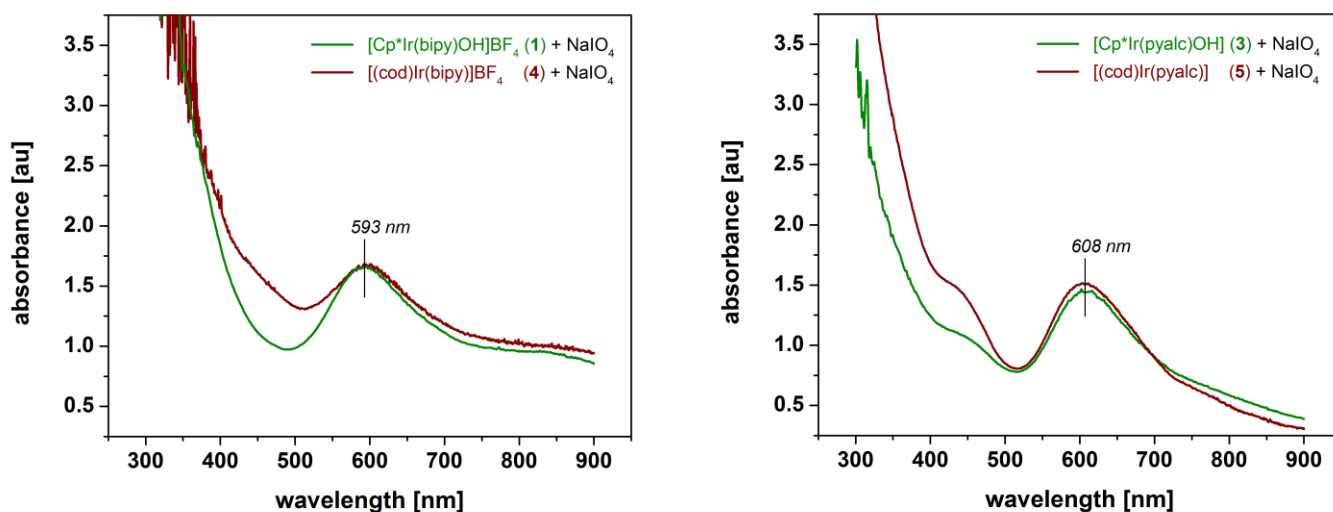 [Cp*Ir(bipy)OH]BF4 (1) + NaIO4
[(cod)Ir(bipy)]BF4 (4) + NaIO4
593 nm
3.5
3.0
2.5
2.0
1.5
1.0
0.5
absorbance [au]
300 400 500 600 700 800 900
wavelength [nm]
[Cp*Ir(pyalc)OH] (3) + NaIO4
[(cod)Ir(pyalc)] (5) + NaIO4
608 nm
3.5
3.0
2.5
2.0
1.5
1.0
0.5
absorbance [au]
300 400 500 600 700 800 900
wavelength [nm]